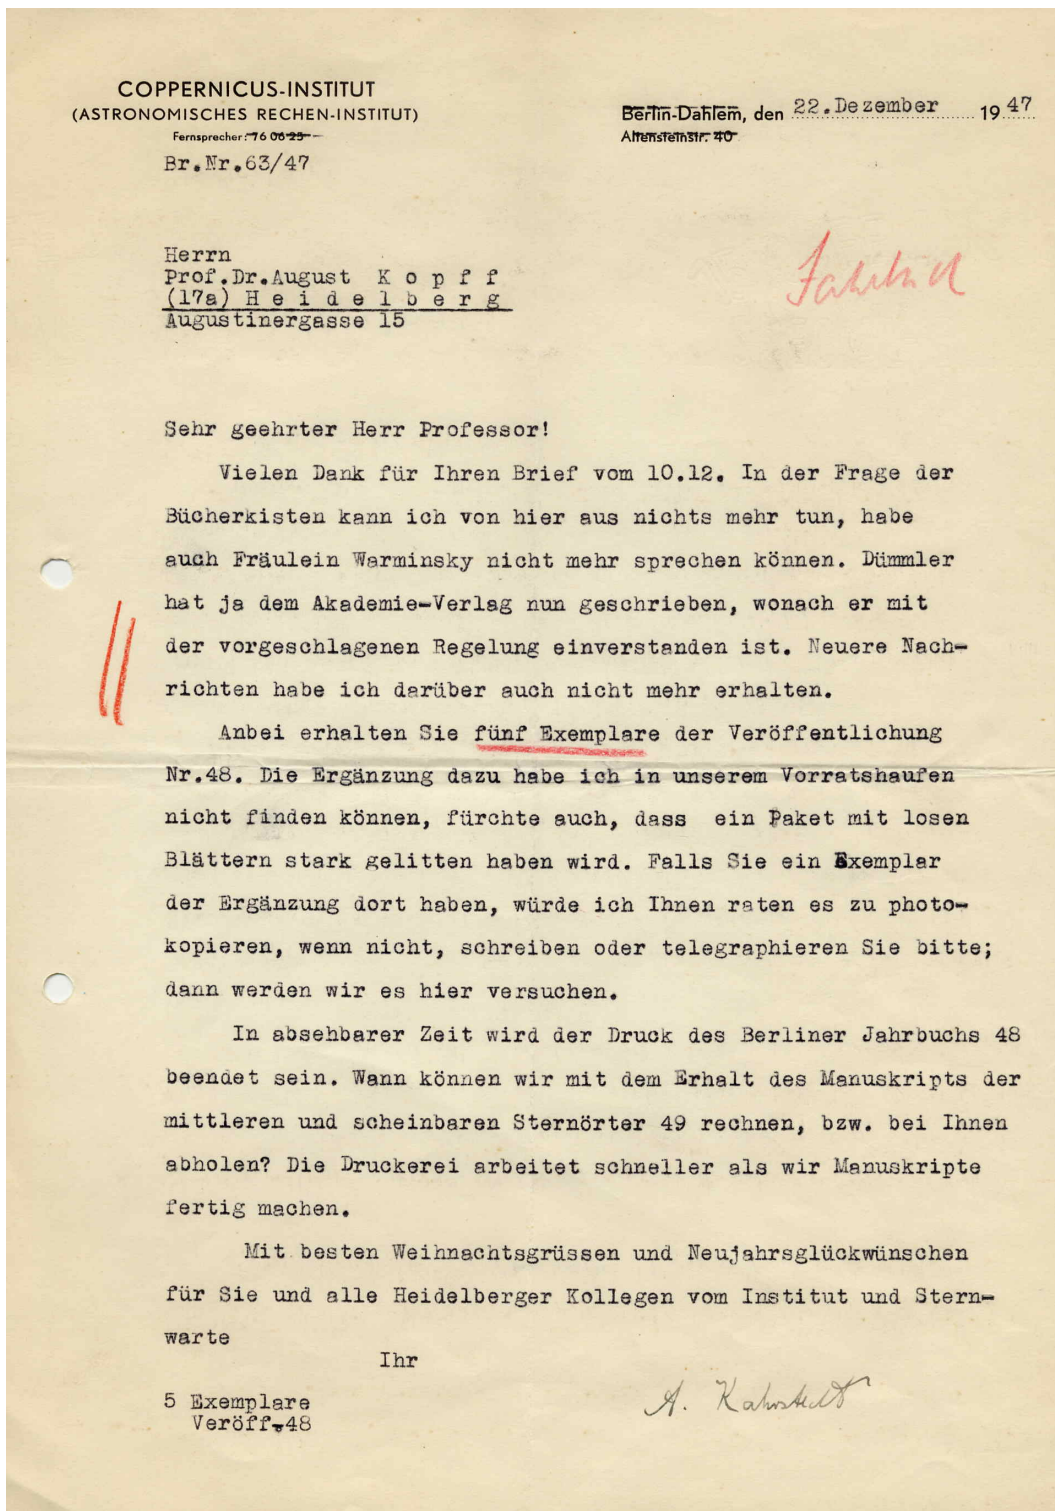 COPPERNICUS-INSTITUT
(ASTRONOMISCHES RECHEN-INSTITUT)
Fernsprecher: 76 06 25
Br.Nr.63/47
Berlin-Dahlem, den 22.Dezember 1947
Altensteinstr. 40
Herrn
Prof.Dr.August K o p f f
(17a) H e i d e l b e r g
Augustinergasse 15
Jahrbuch
Sehr geehrter Herr Professor!
Vielen Dank für Ihren Brief vom 10.12. In der Frage der
Bücherkisten kann ich von hier aus nichts mehr tun, habe
auch Fräulein Warminsky nicht mehr sprechen können. Dümmler
hat ja dem Akademie-Verlag nun geschrieben, wonach er mit
der vorgeschlagenen Regelung einverstanden ist. Neuere Nach-
richten habe ich darüber auch nicht mehr erhalten.
Anbei erhalten Sie fünf Exemplare der Veröffentlichung
Nr.48. Die Ergänzung dazu habe ich in unserem Vorratshaufen
nicht finden können, fürchte auch, dass ein Paket mit losen
Blättern stark gelitten haben wird. Falls Sie ein Exemplar
der Ergänzung dort haben, würde ich Ihnen raten es zu photo-
kopieren, wenn nicht, schreiben oder telegraphieren Sie bitte;
dann werden wir es hier versuchen.
In absehbarer Zeit wird der Druck des Berliner Jahrbuchs 48
beendet sein. Wann können wir mit dem Erhalt des Manuskripts der
mittleren und scheinbaren Sternörter 49 rechnen, bzw. bei Ihnen
abholen? Die Druckerei arbeitet schneller als wir Manuskripte
fertig machen.
Mit besten Weihnachtsgrüssen und Neujahrsglückwünschen
für Sie und alle Heidelberger Kollegen vom Institut und Stern-
warte
Ihr
A. Kahrstedt
5 Exemplare
Veröff.48